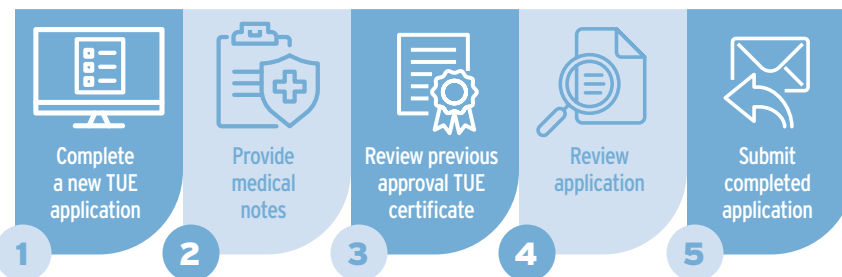 Complete
a new TUE
application
1
Provide
medical
notes
2
Review previous
approval TUE
certificate
3
Review
application
4
Submit
completed
application
5